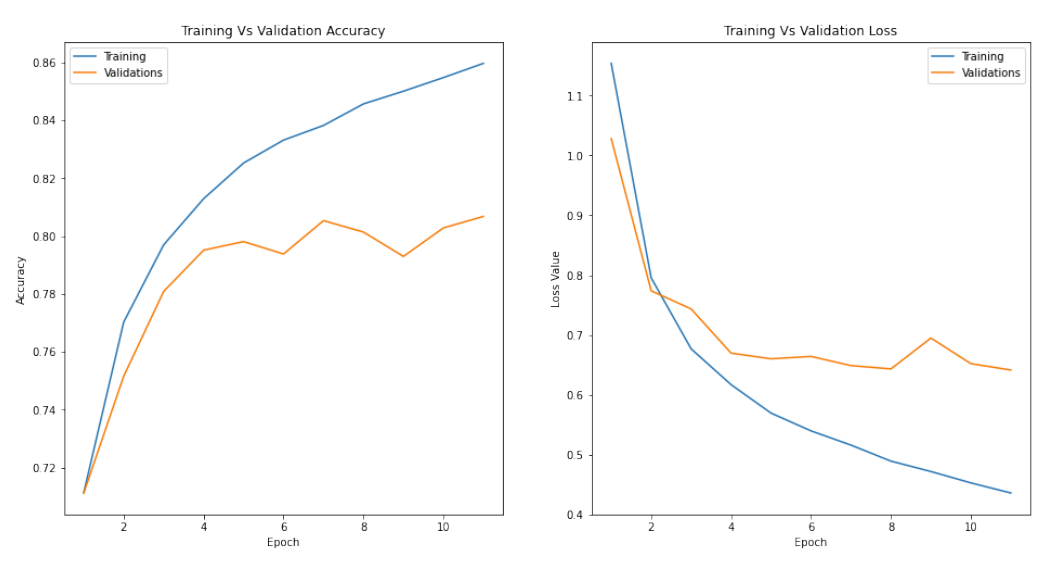 Training Vs Validation Accuracy
Training
Validations
0.86
0.84
0.82
0.80
0.78
0.76
0.74
0.72
Accuracy
2 4 6 8 10
Epoch
Training Vs Validation Loss
Training
Validations
1.1
1.0
0.9
0.8
0.7
0.6
0.5
0.4
Loss Value
2 4 6 8 10
Epoch